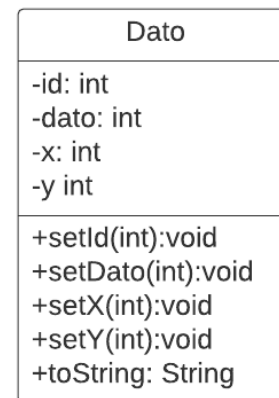 Dato
-id: int
-dato: int
-x: int
-y int
+setId(int):void
+setDato(int):void
+setX(int):void
+setY(int):void
+toString: String